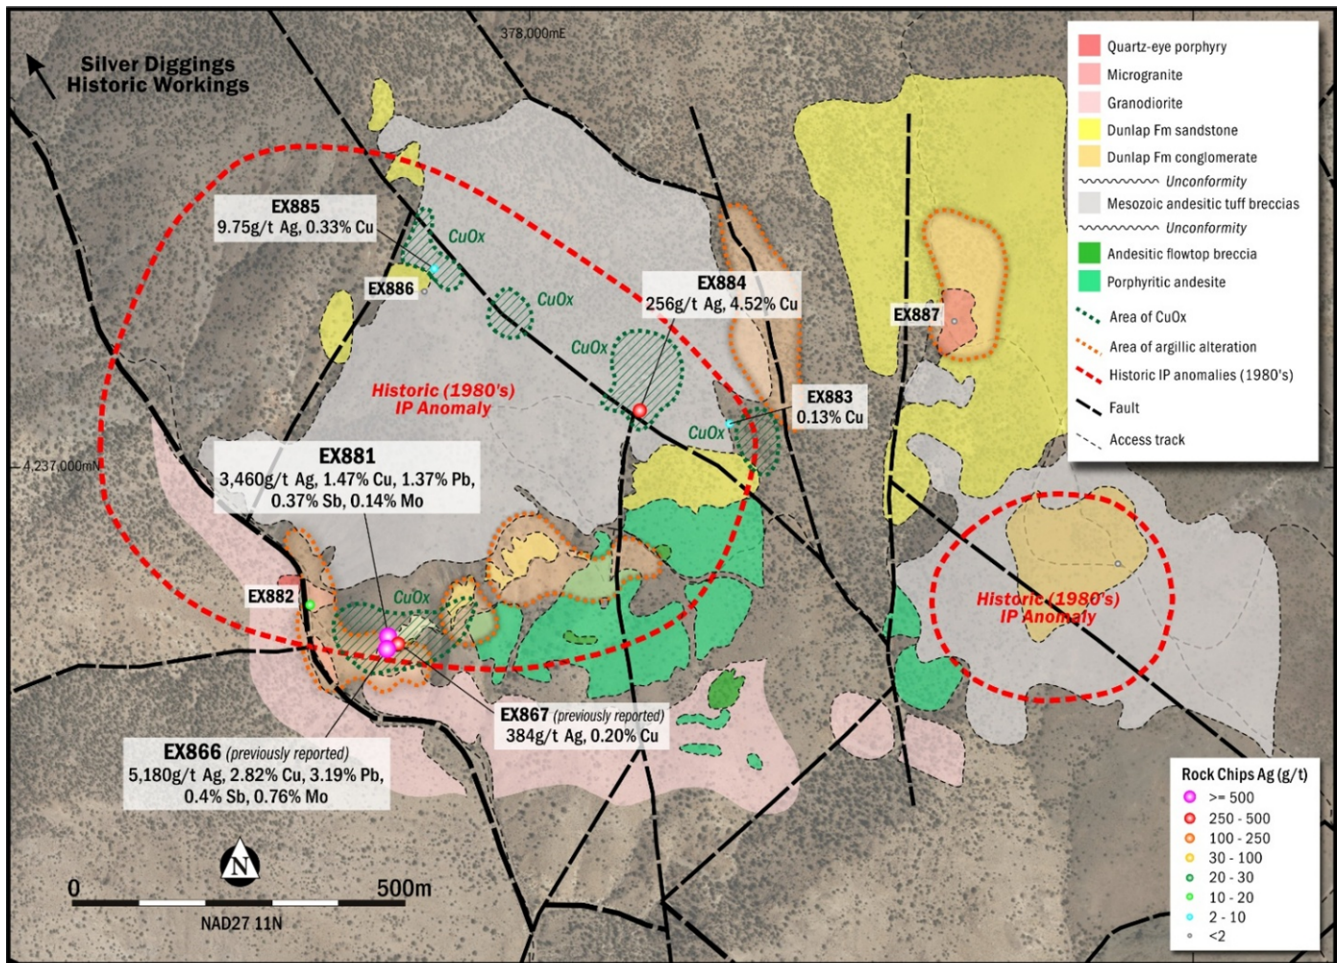 378,000mE
Silver Diggings
Historic Workings
EX885
9.75g/t Ag, 0.33% Cu
CuOx
EX886
CuOx
EX884
256g/t Ag, 4.52% Cu
CuOx
EX887
Historic (1980's)
IP Anomaly
EX883
0.13% Cu
CuOx
4,237,000mN
EX881
3,460g/t Ag, 1.47% Cu, 1.37% Pb,
0.37% Sb, 0.14% Mo
EX882
CuOx
Historic (1980's)
IP Anomaly
EX867 (previously reported)
384g/t Ag, 0.20% Cu
EX866 (previously reported)
5,180g/t Ag, 2.82% Cu, 3.19% Pb,
0.4% Sb, 0.76% Mo
N
0 500m
NAD27 11N
Quartz-eye porphyry
Microgranite
Granodiorite
Dunlap Fm sandstone
Dunlap Fm conglomerate
Unconformity
Mesozoic andesitic tuff breccias
Unconformity
Andesitic flowtop breccia
Porphyritic andesite
Area of CuOx
Area of argillic alteration
Historic IP anomalies (1980's)
Fault
Access track
Rock Chips Ag (g/t)
>= 500
250 - 500
100 - 250
30 - 100
20 - 30
10 - 20
2 - 10
<2